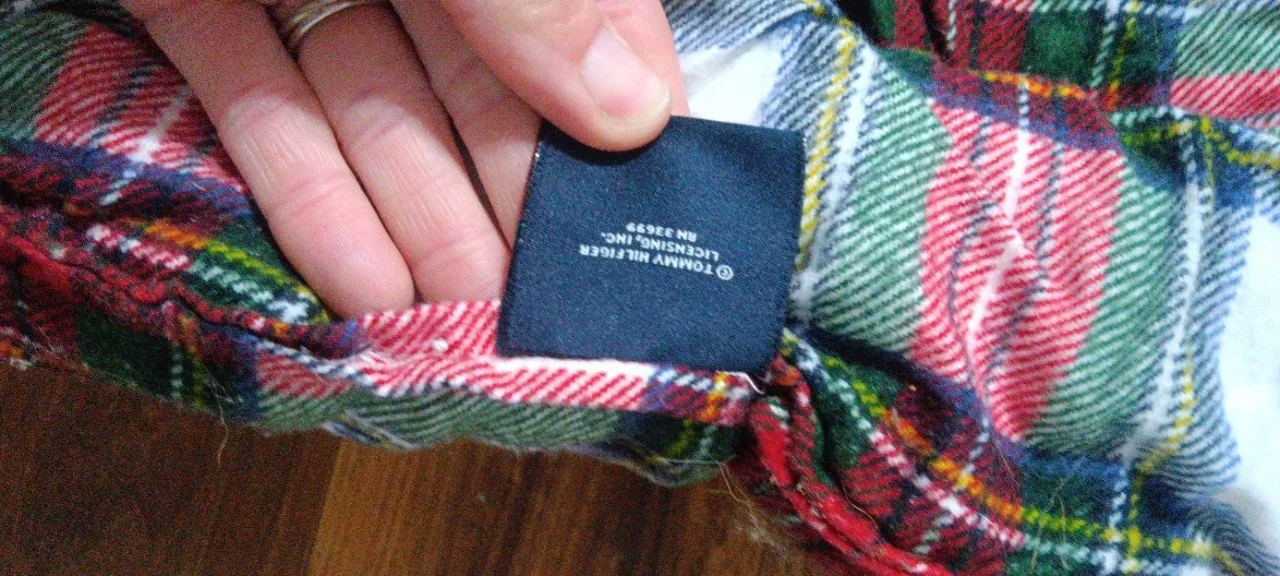 © TOMMY HILFIGER
LICENSING, INC.
RN 33699